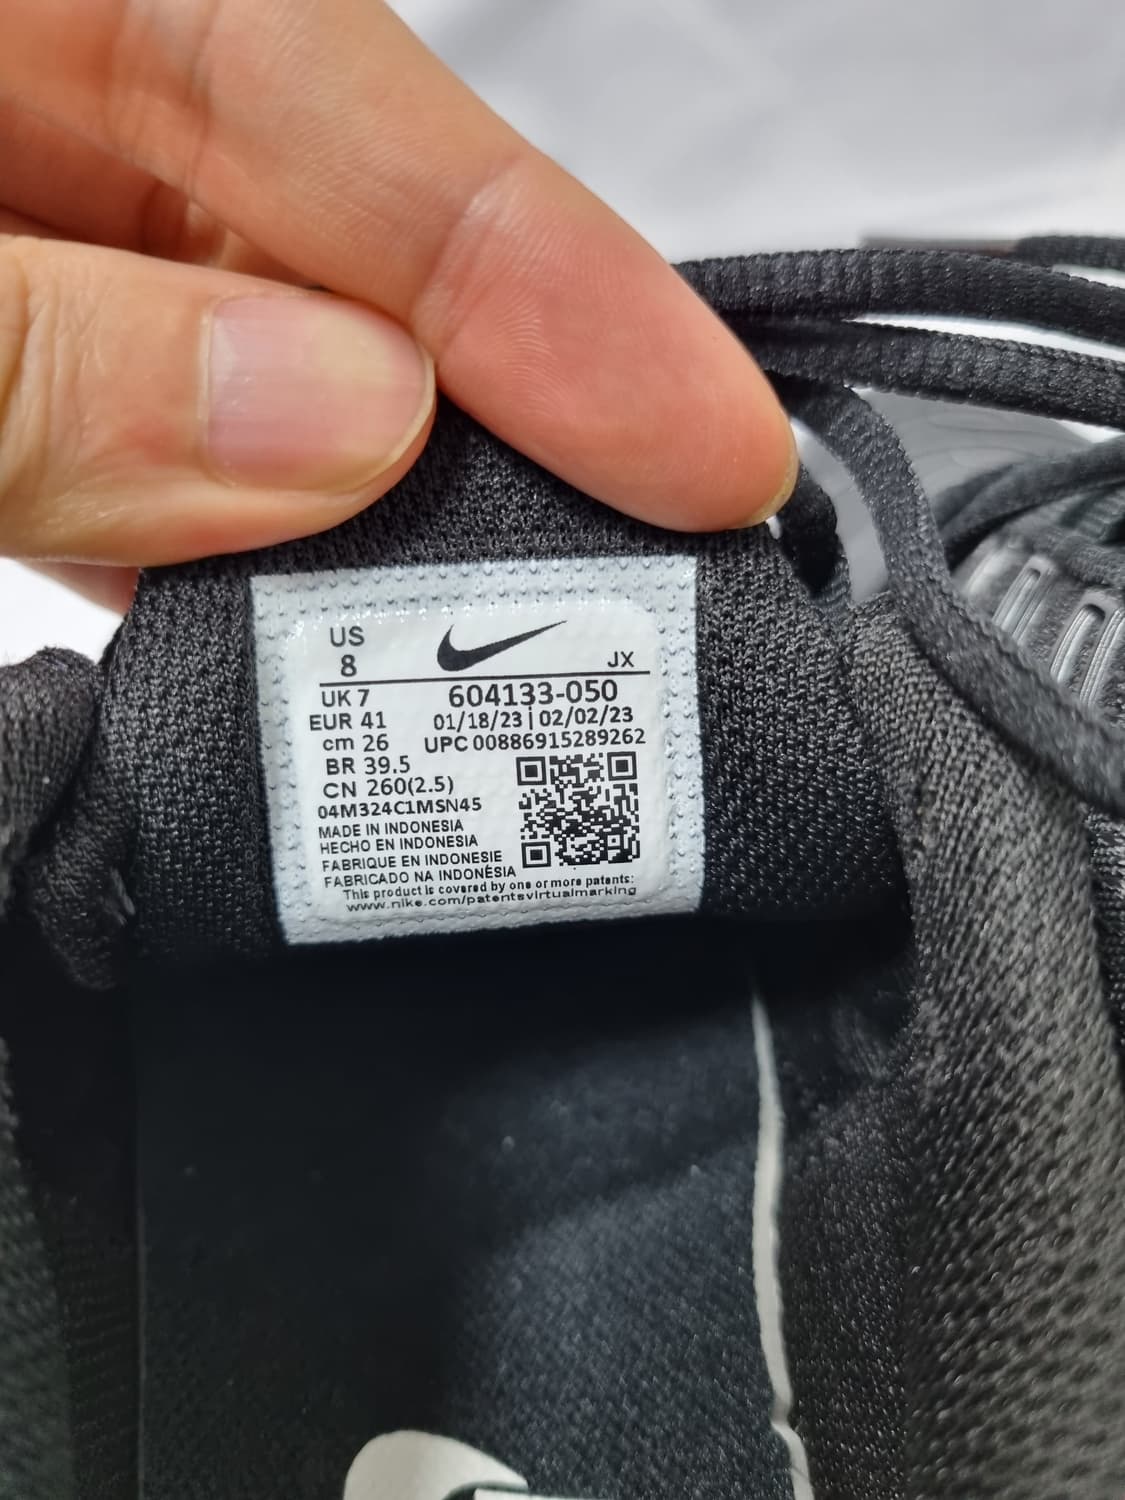 US
8
JX
UK 7
604133-050
EUR 41
01/18/23 | 02/02/23
cm 26
UPC 00886915289262
BR 39.5
CN 260(2.5)
04M324C1MSN45
MADE IN INDONESIA
HECHO EN INDONESIA
FABRIQUE EN INDONESIE
FABRICADO NA INDONÉSIA
This product is covered by one or more patents:
www.nike.com/patentsvirtualmarking